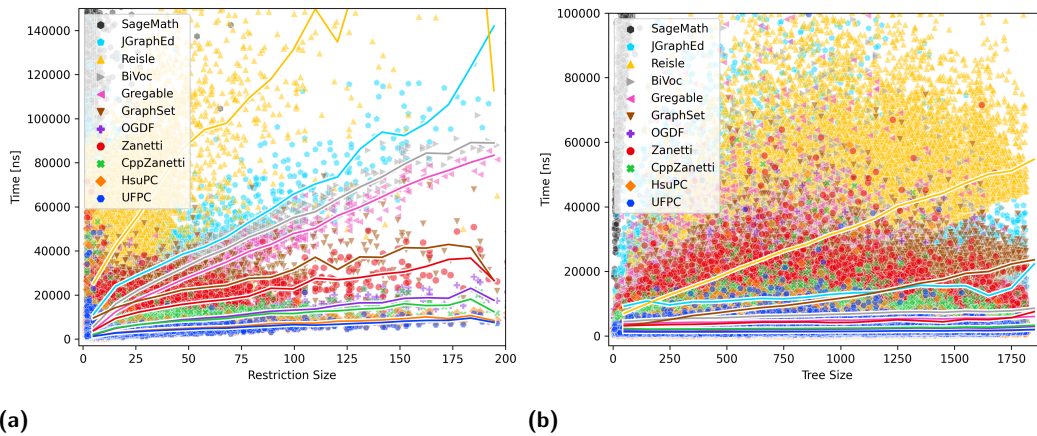 140000
120000
100000
80000
60000
40000
20000
0
Time [ns]
SageMath
JGraphEd
Reisle
BiVoc
Gregable
GraphSet
OGDF
Zanetti
CppZanetti
HsuPC
UFPC
0 25 50 75 100 125 150 175 200
Restriction Size
(a)
100000
80000
60000
40000
20000
0
Time [ns]
SageMath
JGraphEd
Reisle
BiVoc
Gregable
GraphSet
OGDF
Zanetti
CppZanetti
HsuPC
UFPC
0 250 500 750 1000 1250 1500 1750
Tree Size
(b)